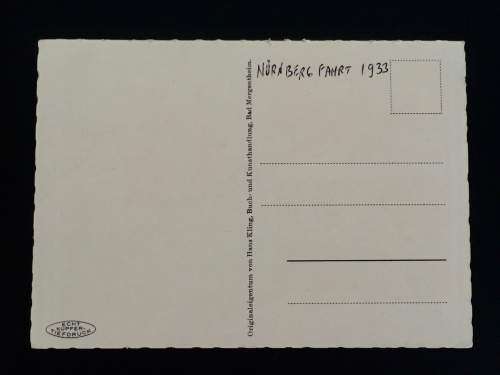 NÜRNBERG FAHRT 1933
Originaleigentum von Hans Kling, Buch- und Kunsthandlung, Bad Mergentheim.
ECHT
KUPFER-
TIEFDRUCK